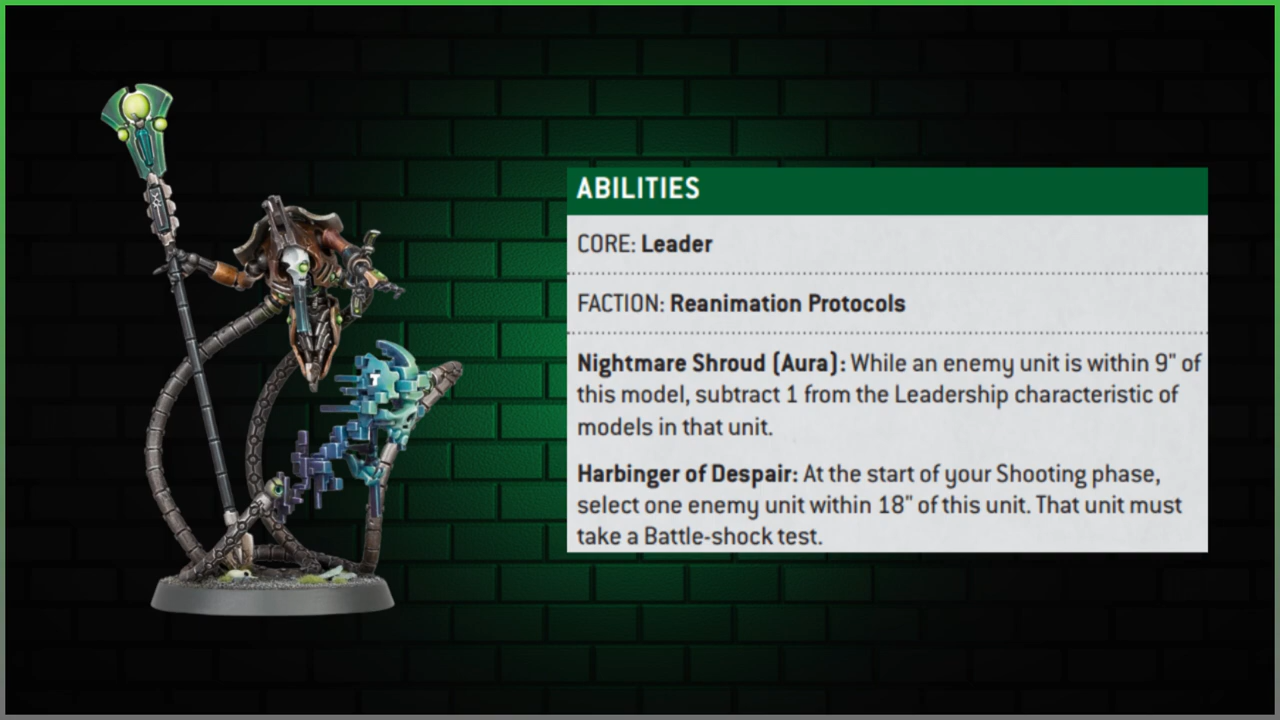 ABILITIES
CORE: Leader
FACTION: Reanimation Protocols
Nightmare Shroud (Aura): While an enemy unit is within 9" of
this model, subtract 1 from the Leadership characteristic of
models in that unit.
Harbinger of Despair: At the start of your Shooting phase,
select one enemy unit within 18" of this unit. That unit must
take a Battle-shock test.